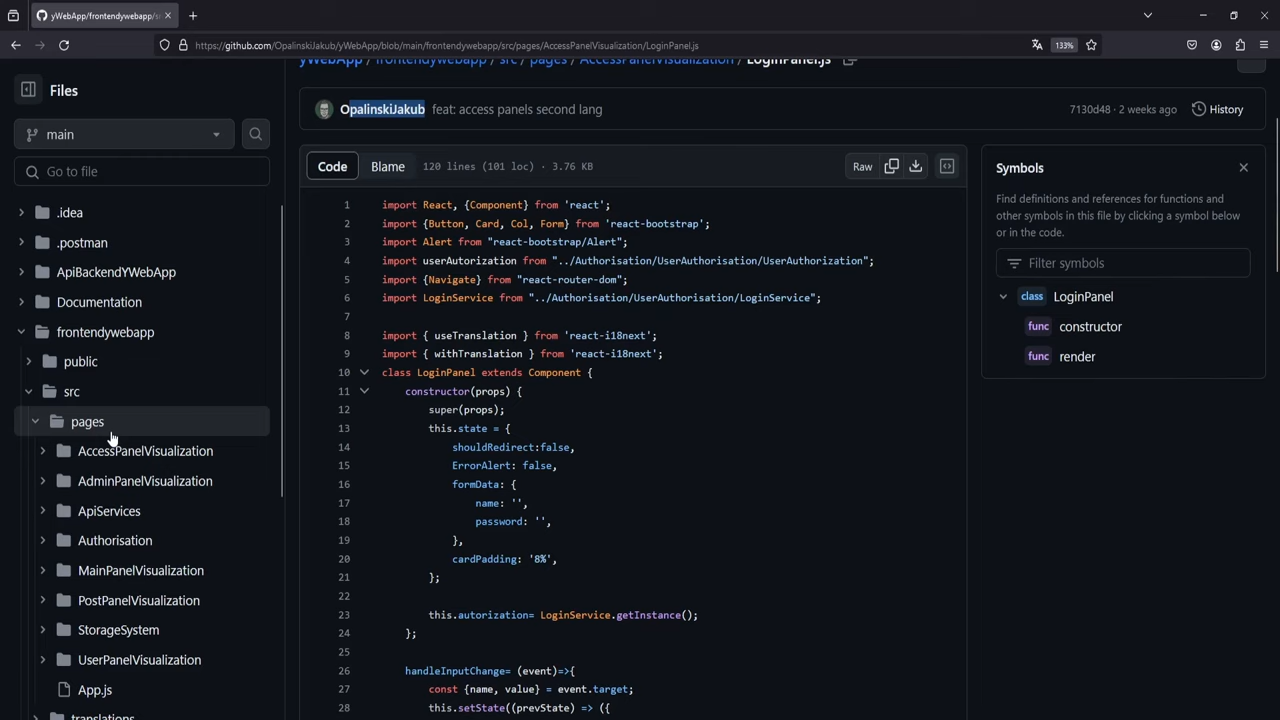 yWebApp/frontendywebapp/sr
https://github.com/OpalinskiJakub/yWebApp/blob/main/frontendywebapp/src/pages/AccessPanelVisualization/LoginPanel.js
133%
Files
main
Go to file
.idea
.postman
ApiBackendYWebApp
Documentation
frontendywebapp
public
src
pages
AccessPanelVisualization
AdminPanelVisualization
ApiServices
Authorisation
MainPanelVisualization
PostPanelVisualization
StorageSystem
UserPanelVisualization
App.js
translations
yWebApp / frontendywebapp / src / pages / AccessPanelVisualization / LoginPanel.js
OpalinskiJakub feat: access panels second lang
7130d48 · 2 weeks ago
History
Code
Blame
120 lines (101 loc) · 3.76 KB
Raw
1 import React, {Component} from 'react';
2 import {Button, Card, Col, Form} from 'react-bootstrap';
3 import Alert from "react-bootstrap/Alert";
4 import userAutorization from "../Authorisation/UserAuthorisation/UserAuthorization";
5 import {Navigate} from "react-router-dom";
6 import LoginService from "../Authorisation/UserAuthorisation/LoginService";
7
8 import { useTranslation } from 'react-i18next';
9 import { withTranslation } from 'react-i18next';
10 class LoginPanel extends Component {
11 constructor(props) {
12 super(props);
13 this.state = {
14 shouldRedirect:false,
15 ErrorAlert: false,
16 formData: {
17 name: '',
18 password: '',
19 },
20 cardPadding: '8%',
21 };
22
23 this.autorization= LoginService.getInstance();
24 };
25
26 handleInputChange= (event)=>{
27 const {name, value} = event.target;
28 this.setState((prevState) => ({
Symbols
Find definitions and references for functions and
other symbols in this file by clicking a symbol below
or in the code.
Filter symbols
class LoginPanel
func constructor
func render